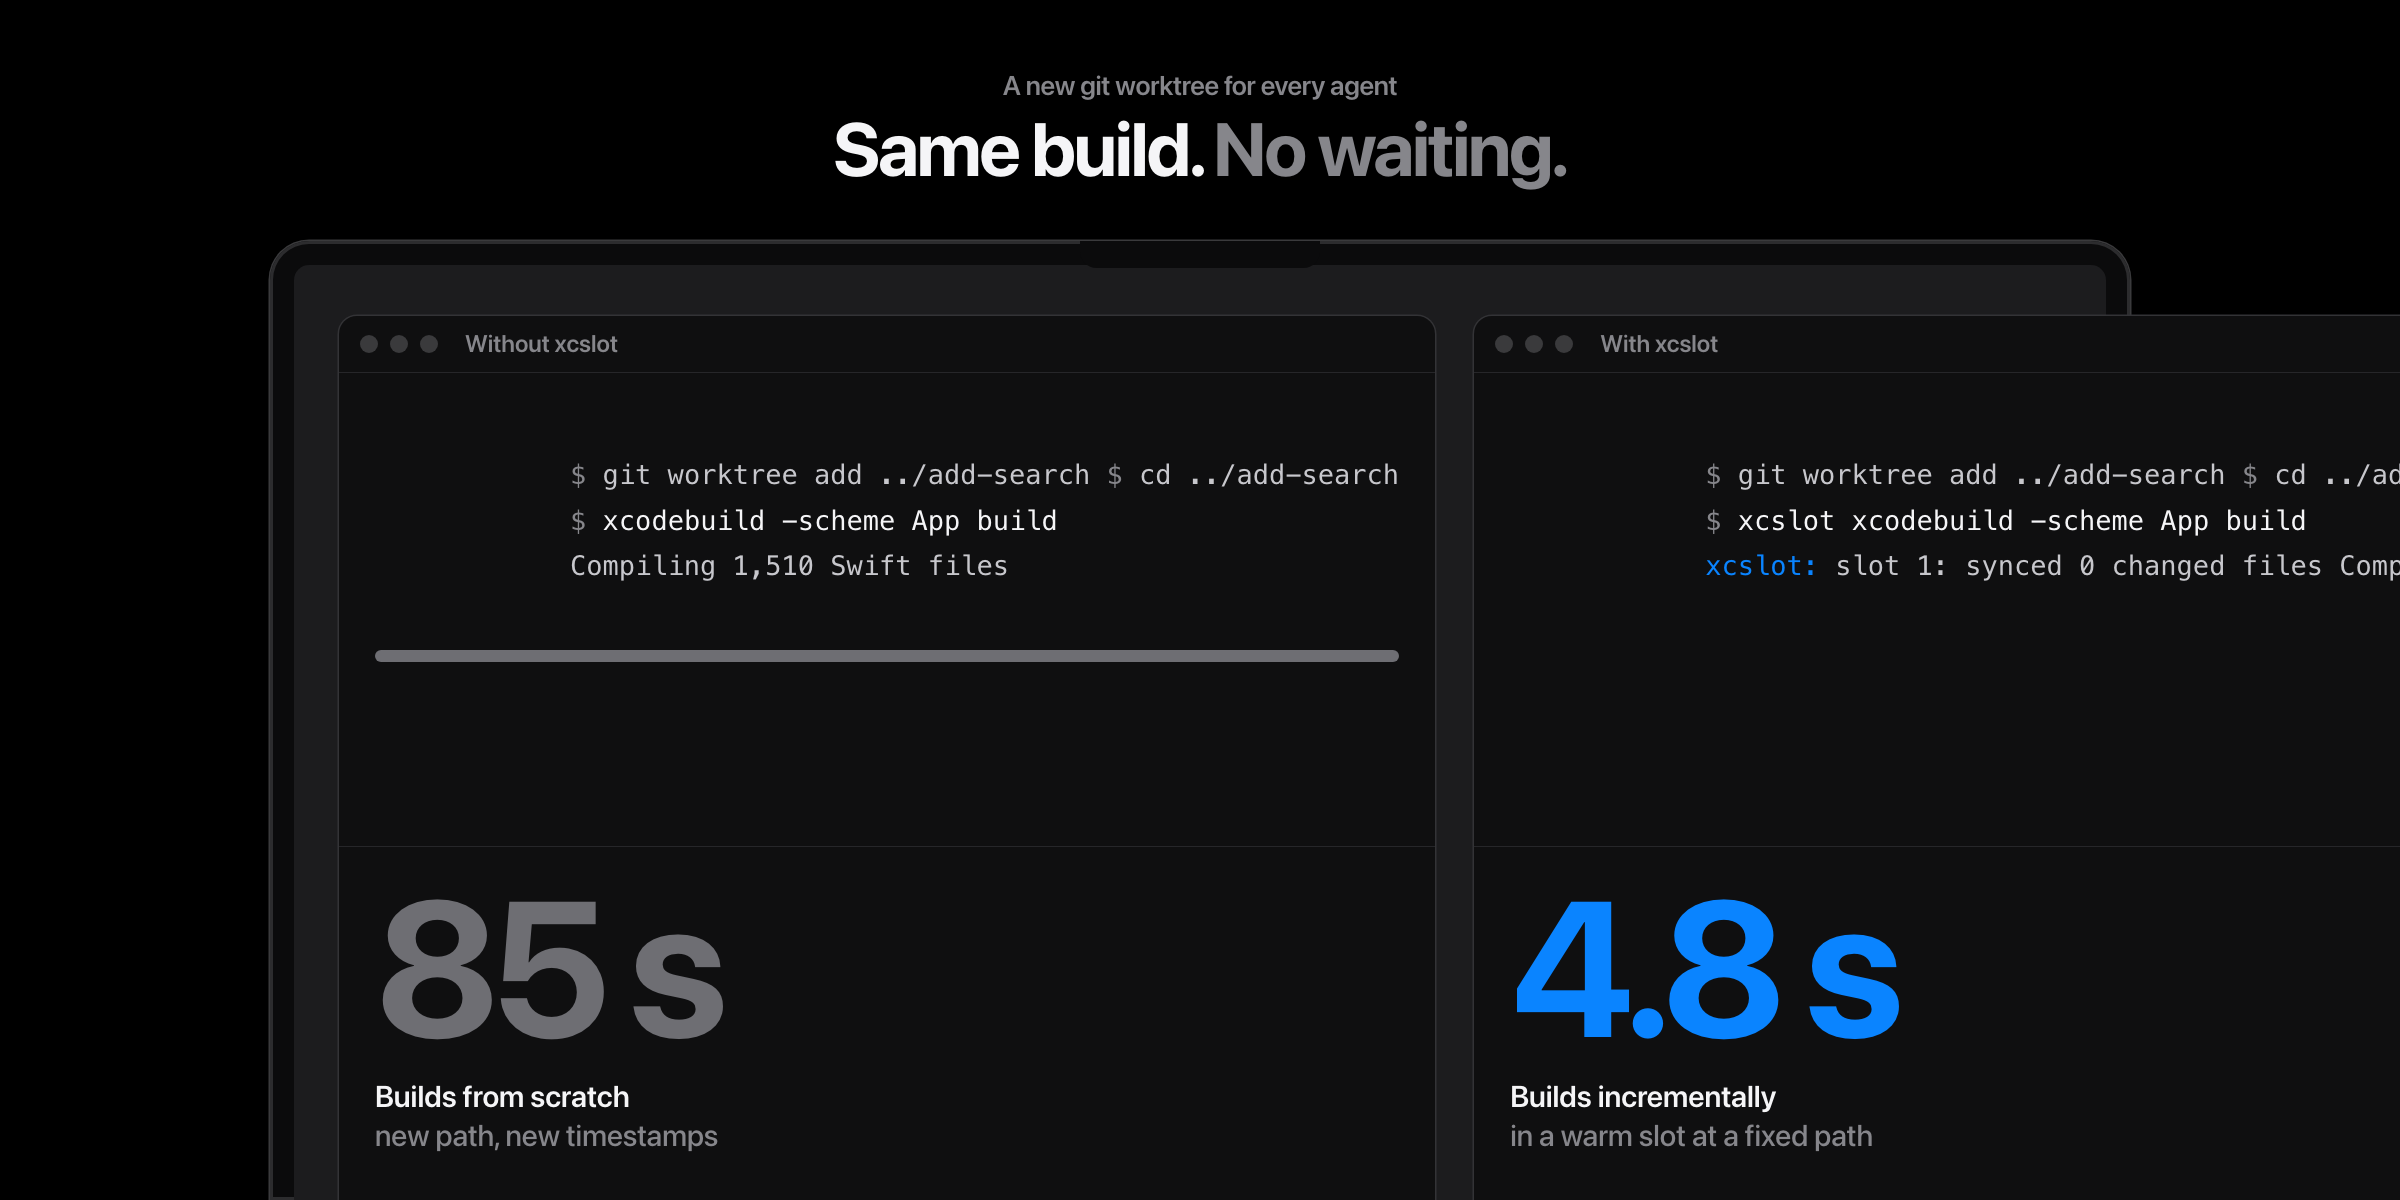 A new git worktree for every agent
Same build. No waiting.
Without xcslot
$ git worktree add ../add-search $ cd ../add-search
$ xcodebuild -scheme App build
Compiling 1,510 Swift files
85 s
Builds from scratch
new path, new timestamps
With xcslot
$ git worktree add ../add-search $ cd ../ad
$ xcslot xcodebuild -scheme App build
xcslot: slot 1: synced 0 changed files Comp
4.8 s
Builds incrementally
in a warm slot at a fixed path